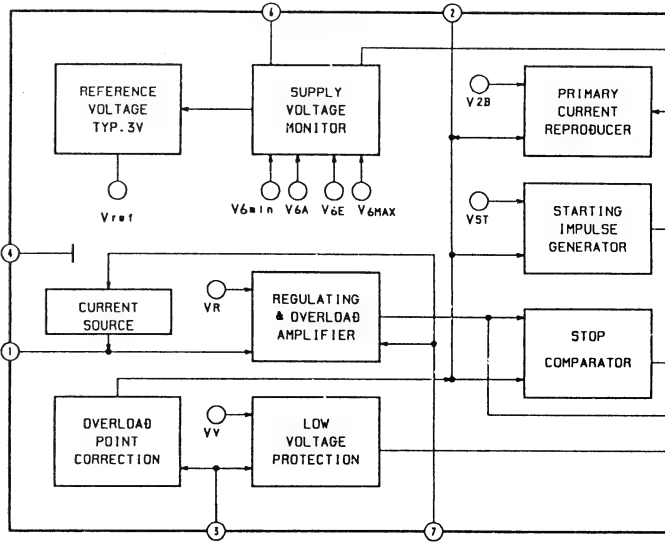 6
2
REFERENCE
VOLTAGE
TYP.3V
SUPPLY
VOLTAGE
MONITOR
V2B
PRIMARY
CURRENT
REPRODUCER
Vref
V6min
V6A
V6E
V6MAX
VST
STARTING
IMPULSE
GENERATOR
4
CURRENT
SOURCE
VR
REGULATING
& OVERLOAD
AMPLIFIER
STOP
COMPARATOR
1
OVERLOAD
POINT
CORRECTION
VV
LOW
VOLTAGE
PROTECTION
3
7